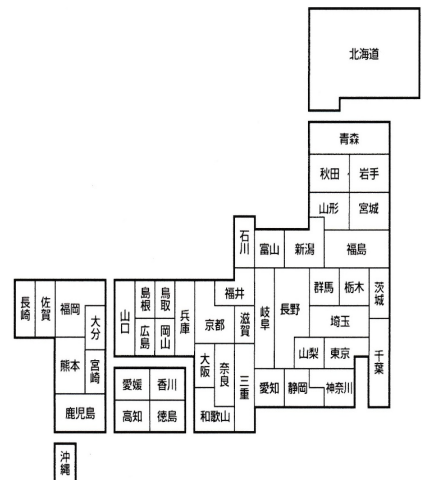 北海道
青森
秋田
岩手
山形
宮城
石川
富山
新潟
福島
福井
岐阜
長野
群馬
栃木
茨城
長崎
佐賀
福岡
大分
山口
島根
鳥取
兵庫
京都
滋賀
埼玉
広島
岡山
熊本
宮崎
大阪
奈良
三重
山梨
東京
千葉
愛媛
香川
愛知
静岡
神奈川
鹿児島
高知
徳島
和歌山
沖縄